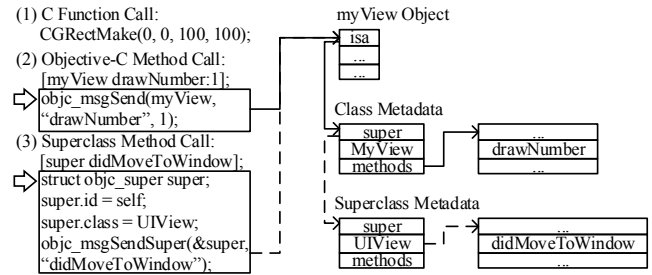 (1) C Function Call:
CGRectMake(0, 0, 100, 100);
(2) Objective-C Method Call:
[myView drawNumber:1];
objc_msgSend(myView,
“drawNumber”, 1);
(3) Superclass Method Call:
[super didMoveToWindow];
struct objc_super super;
super.id = self;
super.class = UIView;
objc_msgSendSuper(&super,
“didMoveToWindow”);
myView Object
isa
...
...
Class Metadata
super
MyView
methods
...
drawNumber
...
Superclass Metadata
super
UIView
methods
...
didMoveToWindow
...